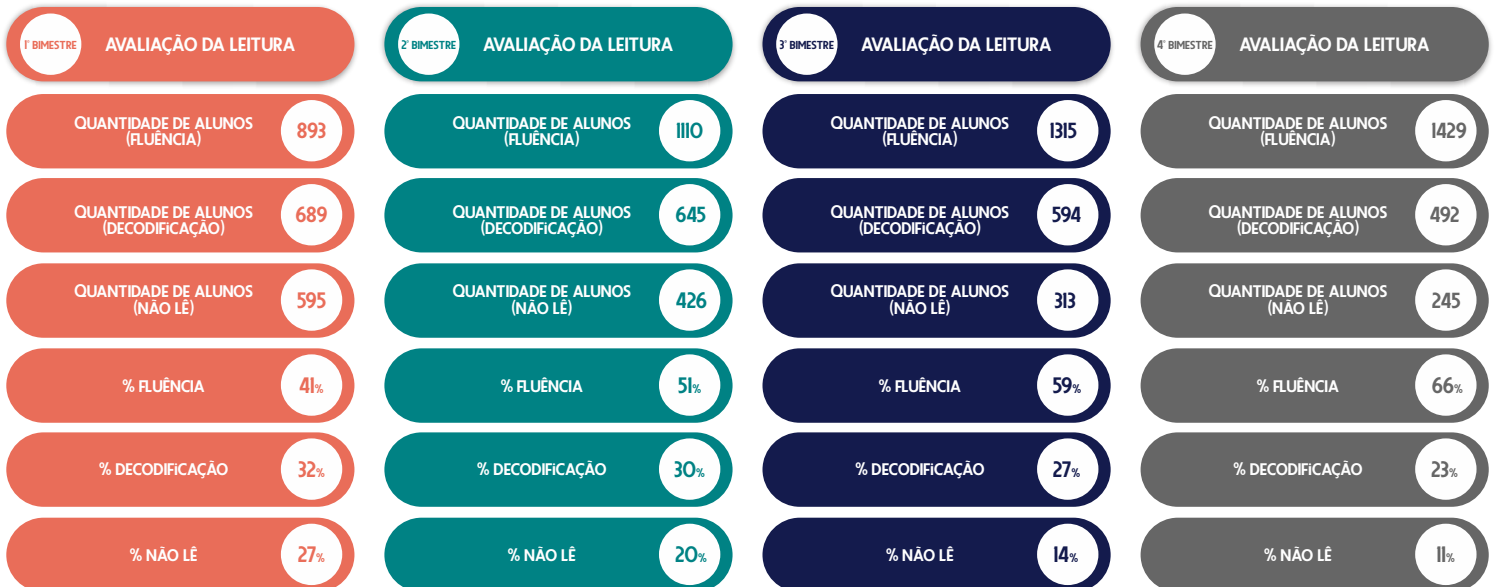 1° BIMESTRE
AVALIAÇÃO DA LEITURA
QUANTIDADE DE ALUNOS
(FLUÊNCIA)
893
QUANTIDADE DE ALUNOS
(DECODIFiCAÇÃO)
689
QUANTIDADE DE ALUNOS
(NÃO LÊ)
595
% FLUÊNCIA
41%
% DECODIFiCAÇÃO
32%
% NÃO LÊ
27%
2° BIMESTRE
AVALIAÇÃO DA LEITURA
QUANTIDADE DE ALUNOS
(FLUÊNCIA)
1110
QUANTIDADE DE ALUNOS
(DECODIFiCAÇÃO)
645
QUANTIDADE DE ALUNOS
(NÃO LÊ)
426
% FLUÊNCIA
51%
% DECODIFiCAÇÃO
30%
% NÃO LÊ
20%
3° BIMESTRE
AVALIAÇÃO DA LEITURA
QUANTIDADE DE ALUNOS
(FLUÊNCIA)
1315
QUANTIDADE DE ALUNOS
(DECODIFiCAÇÃO)
594
QUANTIDADE DE ALUNOS
(NÃO LÊ)
313
% FLUÊNCIA
59%
% DECODIFiCAÇÃO
27%
% NÃO LÊ
14%
4° BIMESTRE
AVALIAÇÃO DA LEITURA
QUANTIDADE DE ALUNOS
(FLUÊNCIA)
1429
QUANTIDADE DE ALUNOS
(DECODIFiCAÇÃO)
492
QUANTIDADE DE ALUNOS
(NÃO LÊ)
245
% FLUÊNCIA
66%
% DECODIFiCAÇÃO
23%
% NÃO LÊ
11%